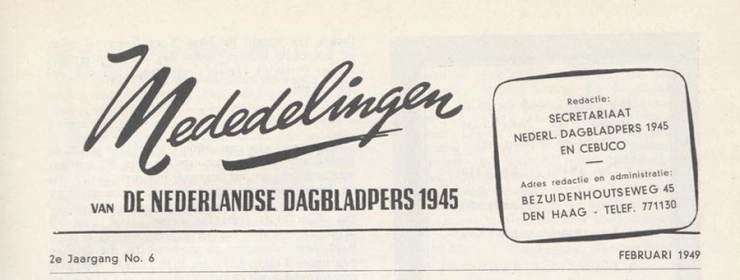 Mededelingen
VAN DE NEDERLANDSE DAGBLADPERS 1945
Redactie:
SECRETARIAAT
NEDERL. DAGBLADPERS 1945
EN CEBUCO
Adres redactie en administratie:
BEZUIDENHOUTSEWEG 45
DEN HAAG - TELEF. 771130
2e Jaargang No. 6
FEBRUARI 1949